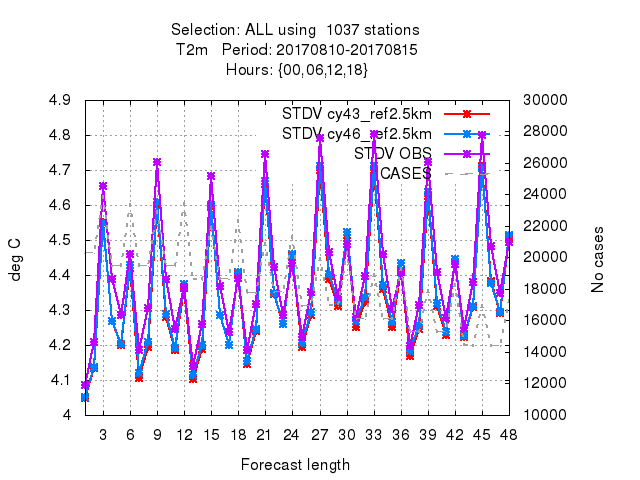 Selection: ALL using  1037 stations
T2m   Period: 20170810-20170815
Hours: {00,06,12,18}
STDV cy43_ref2.5km
STDV cy46_ref2.5km
STDV OBS
CASES
deg C
4.9
4.8
4.7
4.6
4.5
4.4
4.3
4.2
4.1
4
30000
28000
26000
24000
22000
20000
18000
16000
14000
12000
10000
No cases
3 6 9 12 15 18 21 24 27 30 33 36 39 42 45 48
Forecast length